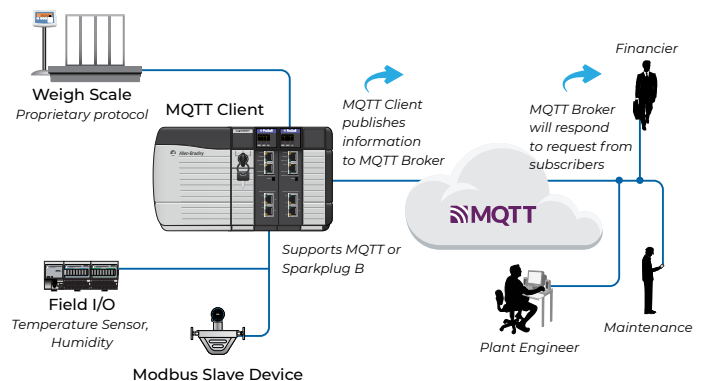 Financier
Weigh Scale
Proprietary protocol
MQTT Client
MQTT Client
publishes
information
to MQTT Broker
MQTT Broker
will respond
to request from
subscribers
Allen-Bradley
MQTT
Supports MQTT or
Sparkplug B
Field I/O
Temperature Sensor,
Humidity
Modbus Slave Device
Plant Engineer
Maintenance